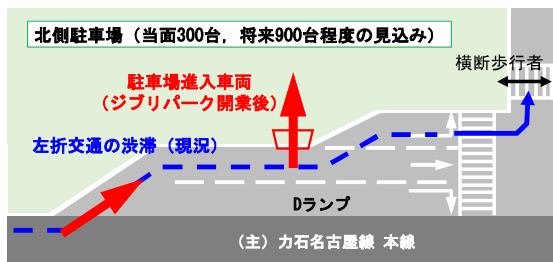 北側駐車場（当面300台，将来900台程度の見込み）
横断歩行者
駐車場進入車両
（ジブリパーク開業後）
左折交通の渋滞（現況）
Dランプ
（主）力石名古屋線 本線